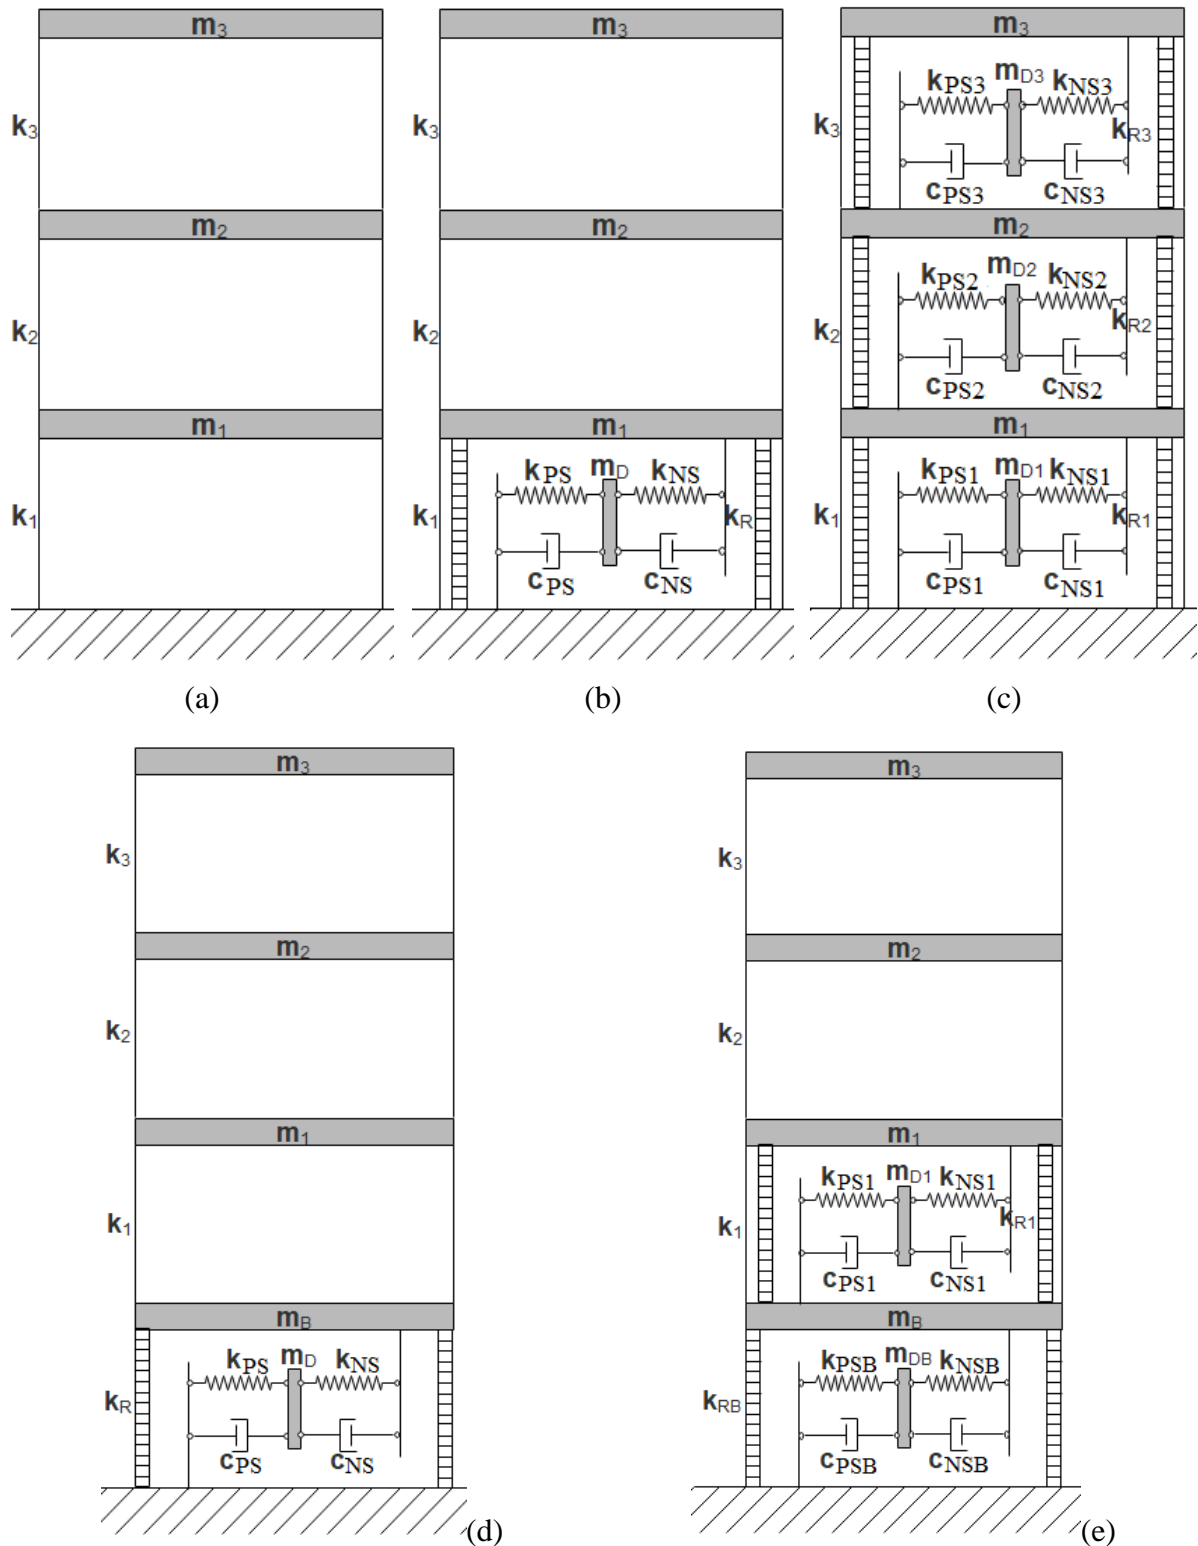 m3 m3 m3
kPS3 mD3 kNS3
k3 k3 k3 kR3
cPS3 cNS3
m2 m2 m2
kPS2 mD2 kNS2
k2 k2 k2 kR2
cPS2 cNS2
m1 m1 m1
kPS mD kNS kPS1 mD1 kNS1
k1 k1 kR k1 kR1
cPS cNS cPS1 cNS1
(a) (b) (c)
m3 m3
k3 k3
m2 m2
k2 k2
m1 m1
kPS1 mD1 kNS1
k1 k1 kR1
cPS1 cNS1
mB mB
kPS mD kNS kPSB mDB kNSB
kR kRB
cPS cNS cPSB cNSB
(d) (e)